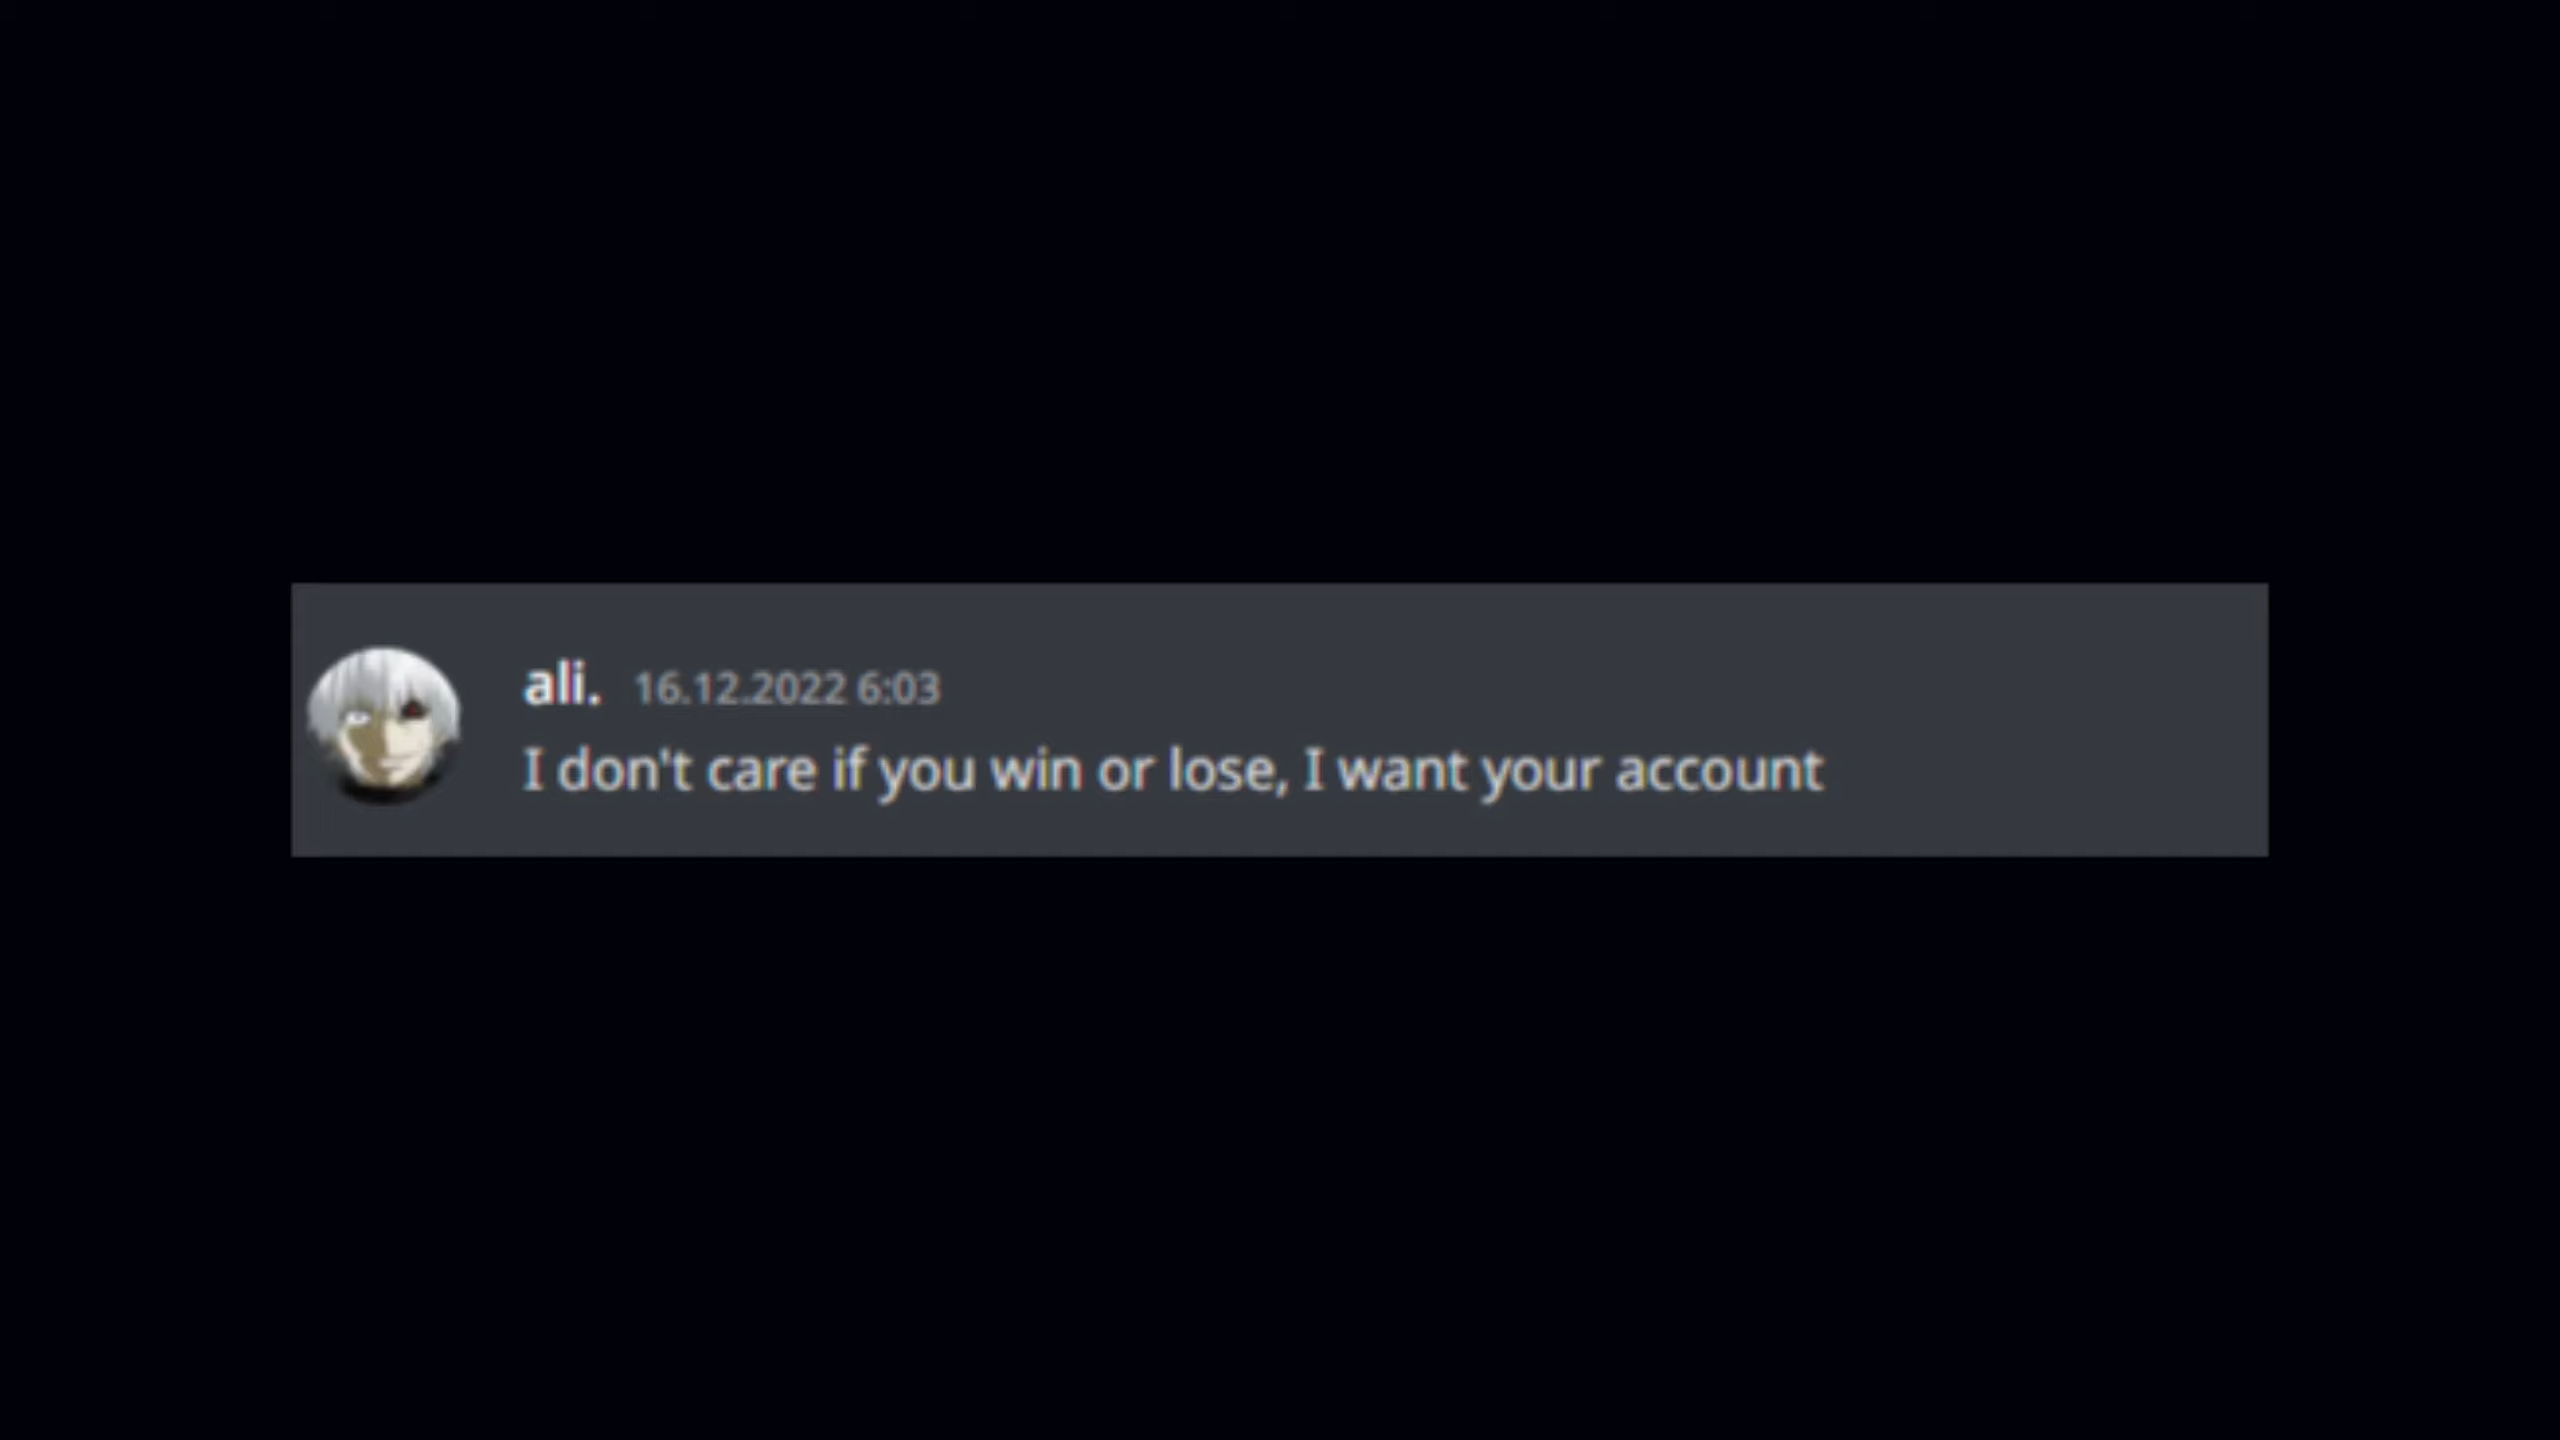 ali. 16.12.2022 6:03
I don't care if you win or lose, I want your account